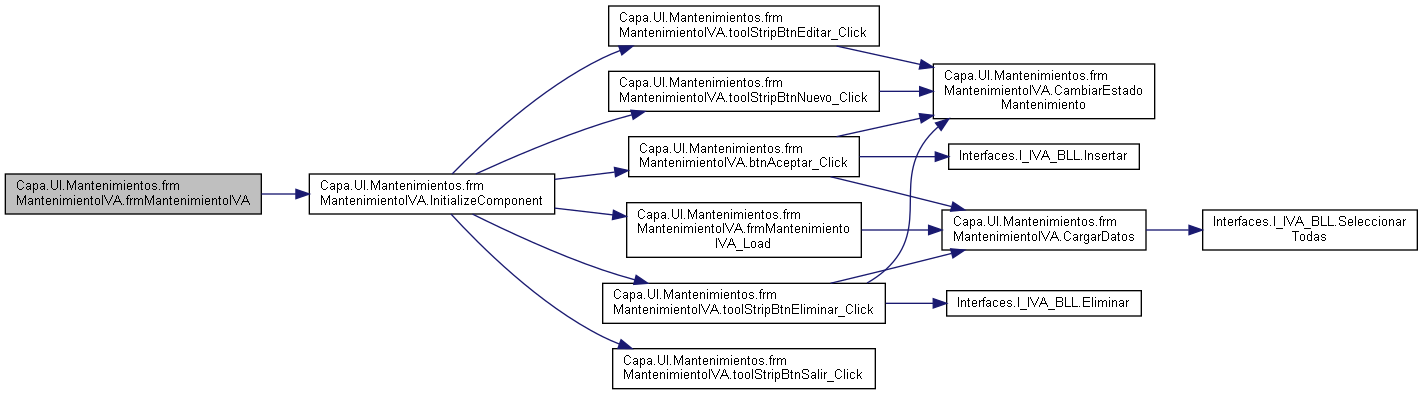 Capa.UI.Mantenimientos.frm
MantenimientoIVA.frmMantenimientoIVA
Capa.UI.Mantenimientos.frm
MantenimientoIVA.InitializeComponent
Capa.UI.Mantenimientos.frm
MantenimientoIVA.toolStripBtnEditar_Click
Capa.UI.Mantenimientos.frm
MantenimientoIVA.toolStripBtnNuevo_Click
Capa.UI.Mantenimientos.frm
MantenimientoIVA.btnAceptar_Click
Capa.UI.Mantenimientos.frm
MantenimientoIVA.frmMantenimiento
IVA_Load
Capa.UI.Mantenimientos.frm
MantenimientoIVA.toolStripBtnEliminar_Click
Capa.UI.Mantenimientos.frm
MantenimientoIVA.toolStripBtnSalir_Click
Capa.UI.Mantenimientos.frm
MantenimientoIVA.CambiarEstado
Mantenimiento
Interfaces.I_IVA_BLL.Insertar
Capa.UI.Mantenimientos.frm
MantenimientoIVA.CargarDatos
Interfaces.I_IVA_BLL.Eliminar
Interfaces.I_IVA_BLL.Seleccionar
Todas